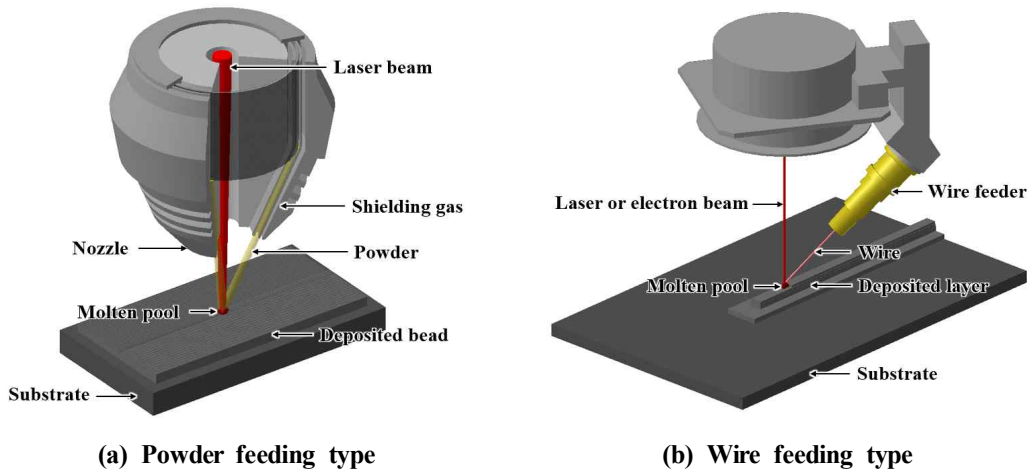 Laser beam
Shielding gas
Nozzle
Powder
Molten pool
Deposited bead
Substrate
(a) Powder feeding type
Wire feeder
Laser or electron beam
Wire
Molten pool
Deposited layer
Substrate
(b) Wire feeding type